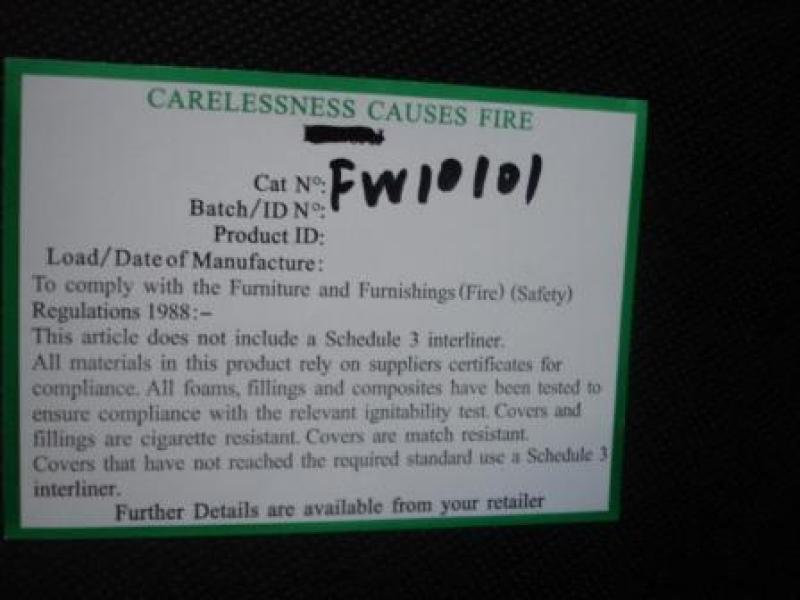 CARELESSNESS CAUSES FIRE
Cat Nº: FW10101
Batch/ID Nº:
Product ID:
Load/Date of Manufacture:
To comply with the Furniture and Furnishings (Fire) (Safety)
Regulations 1988:–
This article does not include a Schedule 3 interliner.
All materials in this product rely on suppliers certificates for
compliance. All foams, fillings and composites have been tested to
ensure compliance with the relevant ignitability test. Covers and
fillings are cigarette resistant. Covers are match resistant.
Covers that have not reached the required standard use a Schedule 3
interliner.
Further Details are available from your retailer